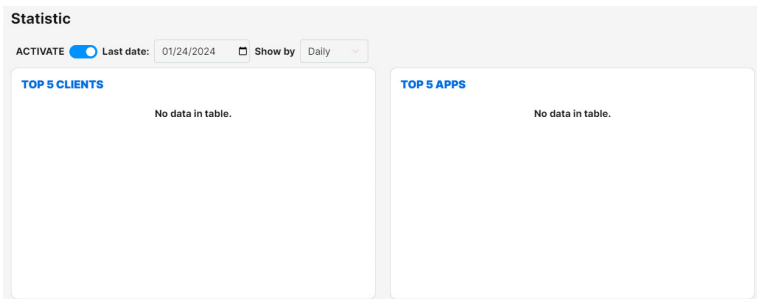 Statistic
ACTIVATE Last date: 01/24/2024 Show by Daily
TOP 5 CLIENTS
No data in table.
TOP 5 APPS
No data in table.